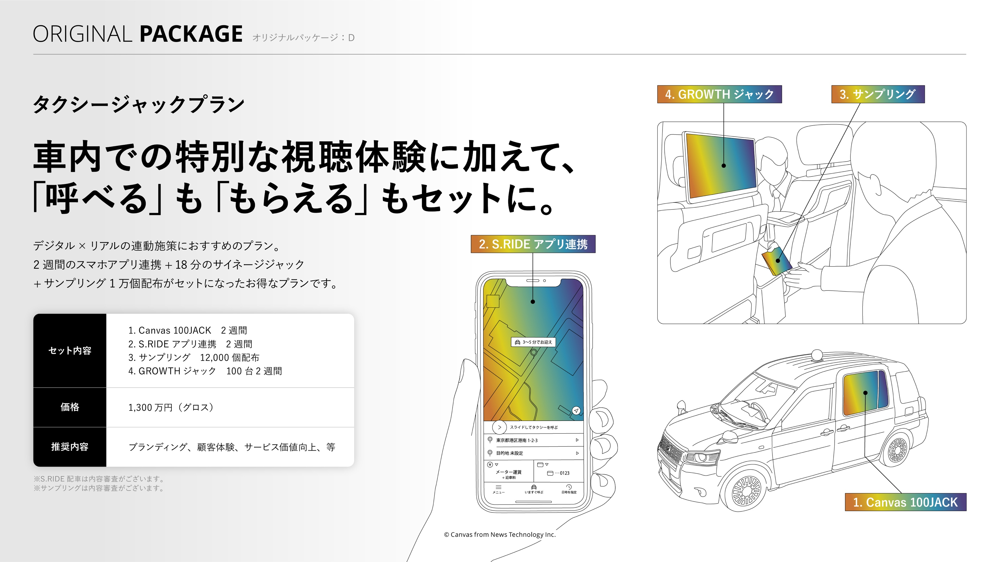 ORIGINAL PACKAGE オリジナルパッケージ：D
タクシージャックプラン
車内での特別な視聴体験に加えて、
「呼べる」も「もらえる」もセットに。
デジタル × リアルの連動施策におすすめのプラン。
2 週間のスマホアプリ連携 + 18 分のサイネージジャック
+ サンプリング 1 万個配布がセットになったお得なプランです。
セット内容
1. Canvas 100JACK　2 週間
2. S.RIDE アプリ連携　2 週間
3. サンプリング　12,000 個配布
4. GROWTH ジャック　100 台 2 週間
価格
1,300 万円（グロス）
推奨内容
ブランディング、顧客体験、サービス価値向上、等
※S.RIDE 配車は内容審査がございます。
※サンプリングは内容審査がございます。
2. S.RIDE アプリ連携
3〜5 分でお迎え
スライドしてタクシーを呼ぶ
東京都港区港南 1-2-3
目的地 未設定
¥
メーター運賃
+ 迎車料
… 0123
メニュー
いますぐ呼ぶ
日時を指定
© Canvas from News Technology Inc.
4. GROWTH ジャック
3. サンプリング
1. Canvas 100JACK